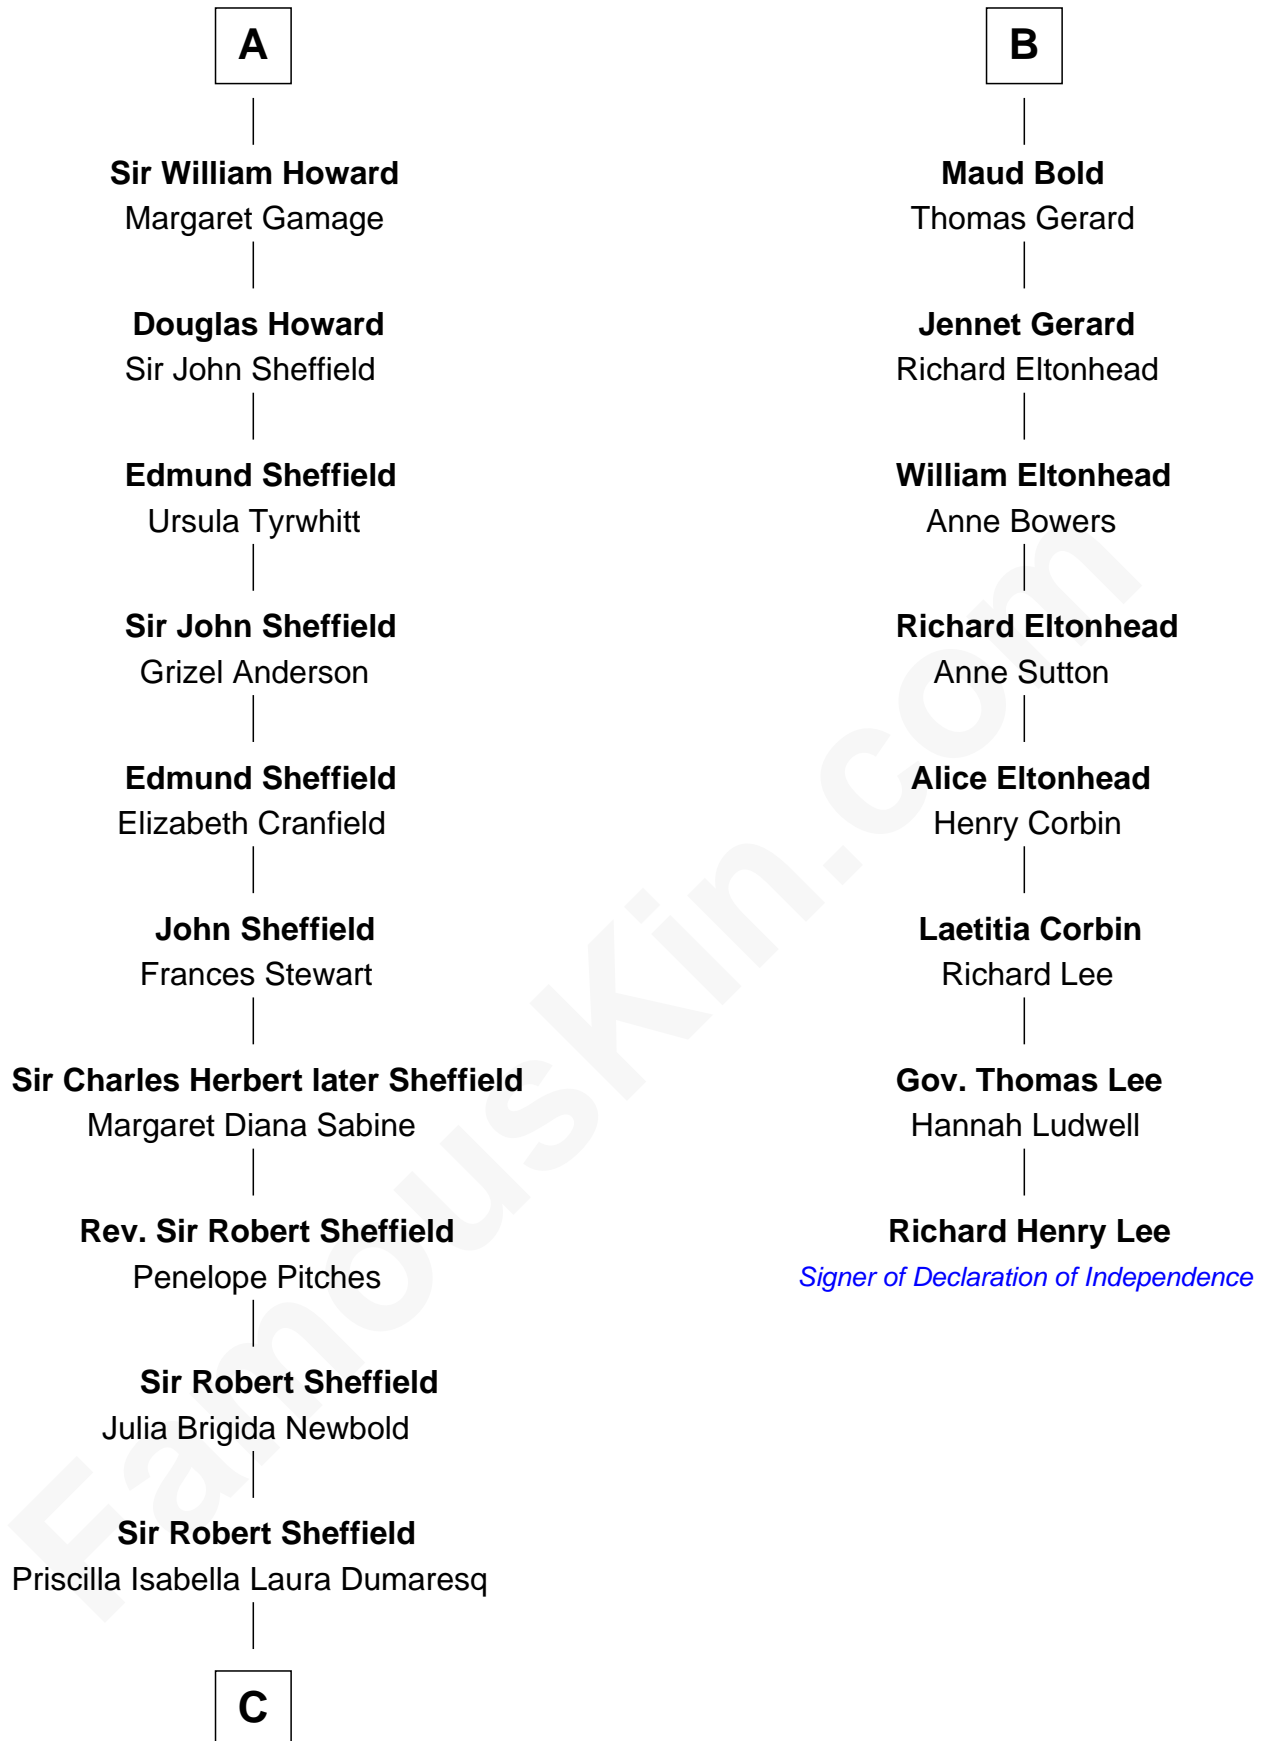 A
Sir William Howard
Margaret Gamage
Douglas Howard
Sir John Sheffield
Edmund Sheffield
Ursula Tyrwhitt
Sir John Sheffield
Grizel Anderson
Edmund Sheffield
Elizabeth Cranfield
John Sheffield
Frances Stewart
Sir Charles Herbert later Sheffield
Margaret Diana Sabine
Rev. Sir Robert Sheffield
Penelope Pitches
Sir Robert Sheffield
Julia Brigida Newbold
Sir Robert Sheffield
Priscilla Isabella Laura Dumaresq
C
B
Maud Bold
Thomas Gerard
Jennet Gerard
Richard Eltonhead
William Eltonhead
Anne Bowers
Richard Eltonhead
Anne Sutton
Alice Eltonhead
Henry Corbin
Laetitia Corbin
Richard Lee
Gov. Thomas Lee
Hannah Ludwell
Richard Henry Lee
Signer of Declaration of Independence
FamousKin.com